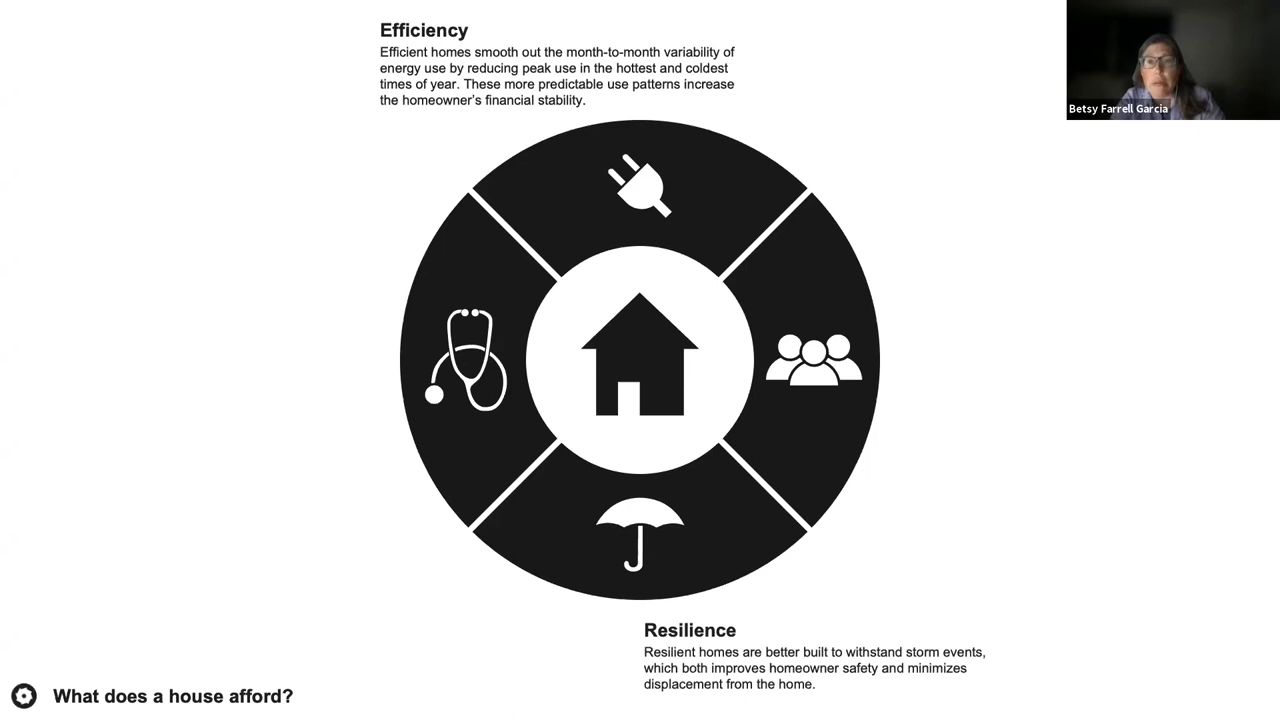 Efficiency
Efficient homes smooth out the month-to-month variability of
energy use by reducing peak use in the hottest and coldest
times of year. These more predictable use patterns increase
the homeowner's financial stability.
Betsy Farrell Garcia
Resilience
Resilient homes are better built to withstand storm events,
which both improves homeowner safety and minimizes
displacement from the home.
What does a house afford?